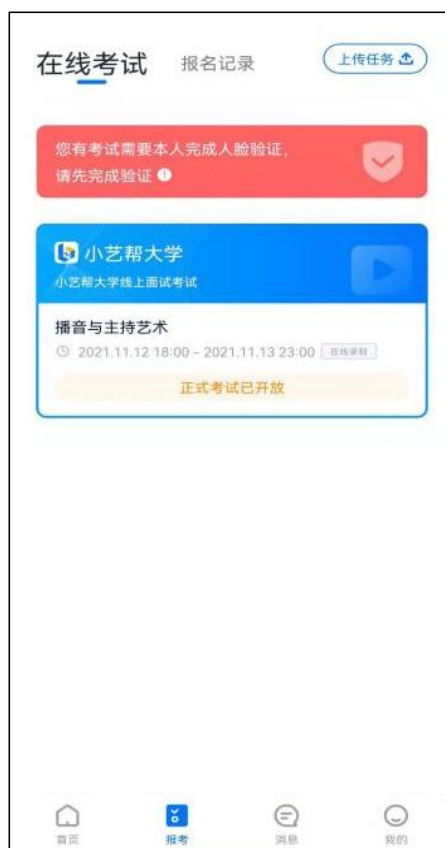 在线考试
报名记录
上传任务
您有考试需要本人完成人脸验证，
请先完成验证
小艺帮大学
小艺帮大学线上面试考试
播音与主持艺术
2021.11.12 18:00 - 2021.11.13 23:00 在线录制
正式考试已开放
首页
报考
消息
我的